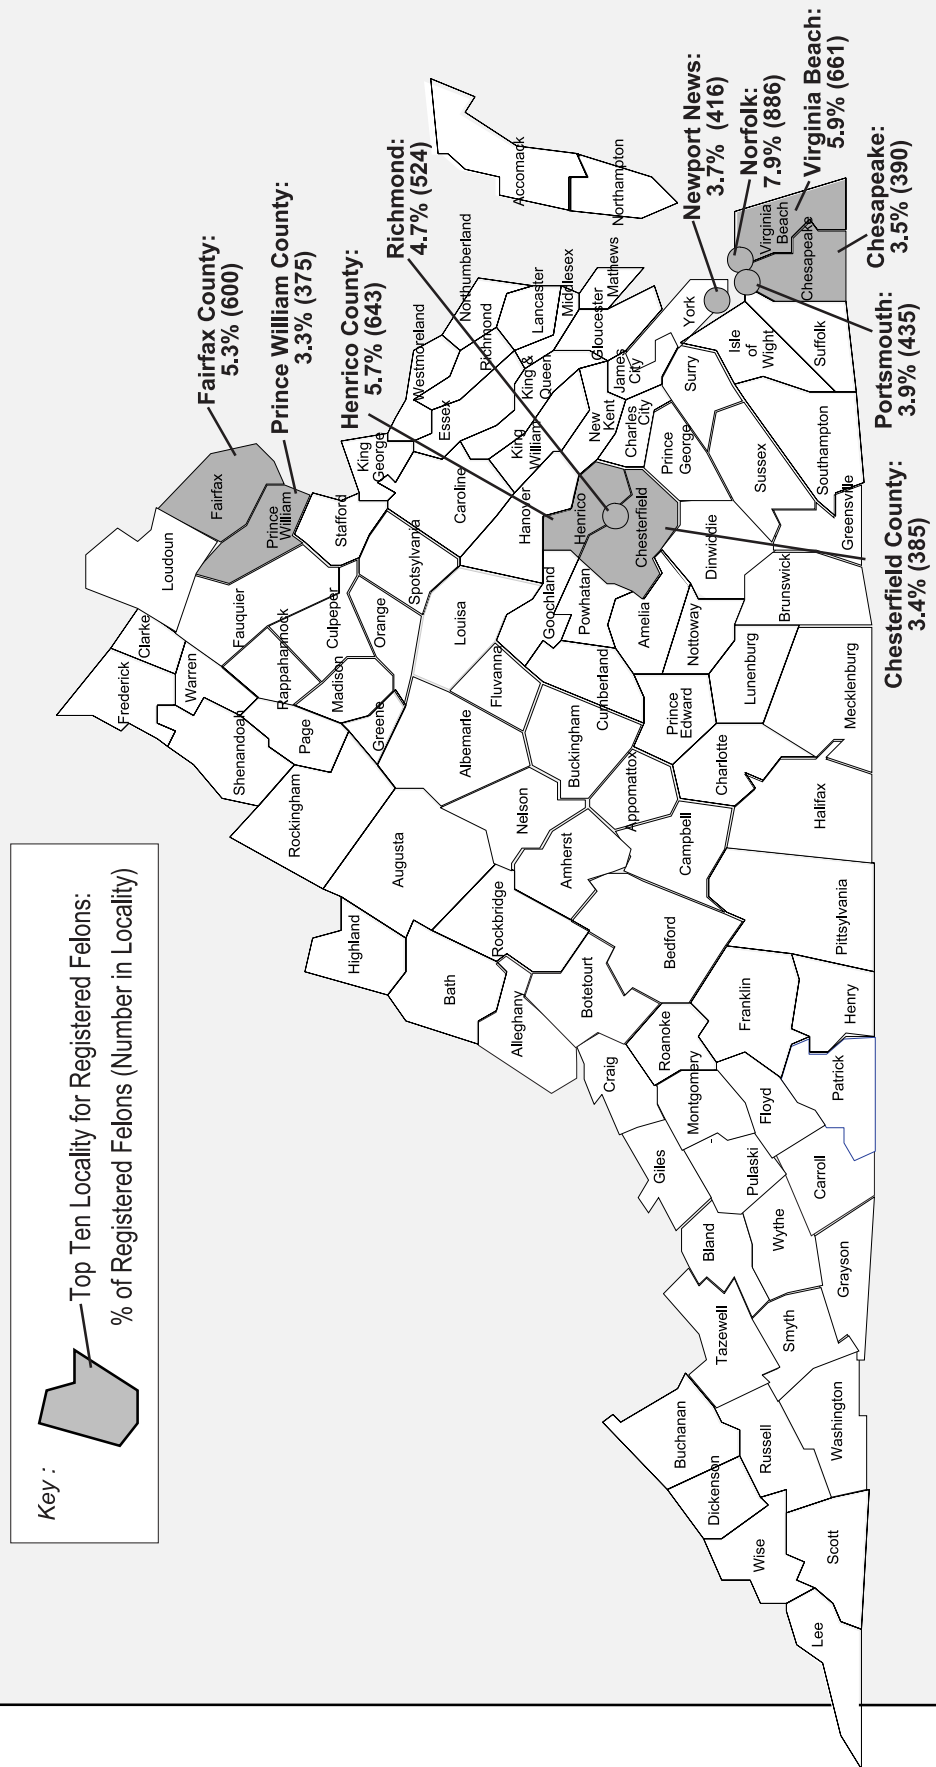 Key :
Top Ten Locality for Registered Felons:
% of Registered Felons (Number in Locality)
Fairfax County:
5.3% (600)
Prince William County:
3.3% (375)
Henrico County:
5.7% (643)
Richmond:
4.7% (524)
Newport News:
3.7% (416)
Norfolk:
7.9% (886)
Virginia Beach:
5.9% (661)
Chesapeake:
3.5% (390)
Portsmouth:
3.9% (435)
Chesterfield County:
3.4% (385)
Frederick
Clarke
Loudoun
Warren
Fauquier
Fairfax
Prince
William
Shenandoah
Rappahannock
Page
Culpeper
Stafford
King
George
Rockingham
Madison
Greene
Orange
Spotsylvania
Caroline
Westmoreland
Essex
Richmond
Northumberland
Lancaster
Middlesex
Mathews
Gloucester
King &
Queen
King
William
Accomack
Northampton
Highland
Augusta
Albemarle
Louisa
Hanover
Fluvanna
Goochland
Henrico
New
Kent
James
City
Charles
City
York
Bath
Rockbridge
Nelson
Buckingham
Cumberland
Powhatan
Chesterfield
Amelia
Prince
George
Surry
Isle
of
Wight
Virginia
Beach
Chesapeake
Suffolk
Alleghany
Botetourt
Amherst
Appomattox
Prince
Edward
Nottoway
Dinwiddie
Sussex
Southampton
Greensville
Craig
Roanoke
Bedford
Campbell
Charlotte
Lunenburg
Brunswick
Mecklenburg
Giles
Montgomery
Franklin
Pittsylvania
Halifax
Henry
Patrick
Floyd
Pulaski
Carroll
Bland
Wythe
Grayson
Tazewell
Smyth
Washington
Buchanan
Dickenson
Russell
Wise
Scott
Lee